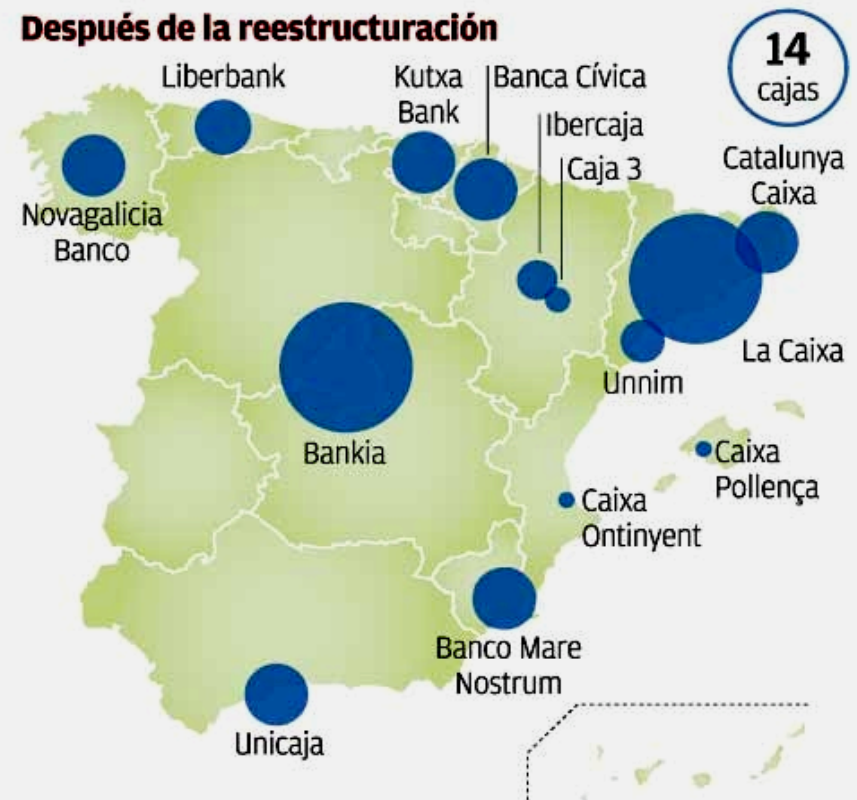 Después de la reestructuración
14
cajas
Liberbank
Kutxa
Bank
Banca Cívica
Ibercaja
Caja 3
Catalunya
Caixa
Novagalicia
Banco
La Caixa
Unnim
Bankia
Caixa
Pollença
Caixa
Ontinyent
Banco Mare
Nostrum
Unicaja